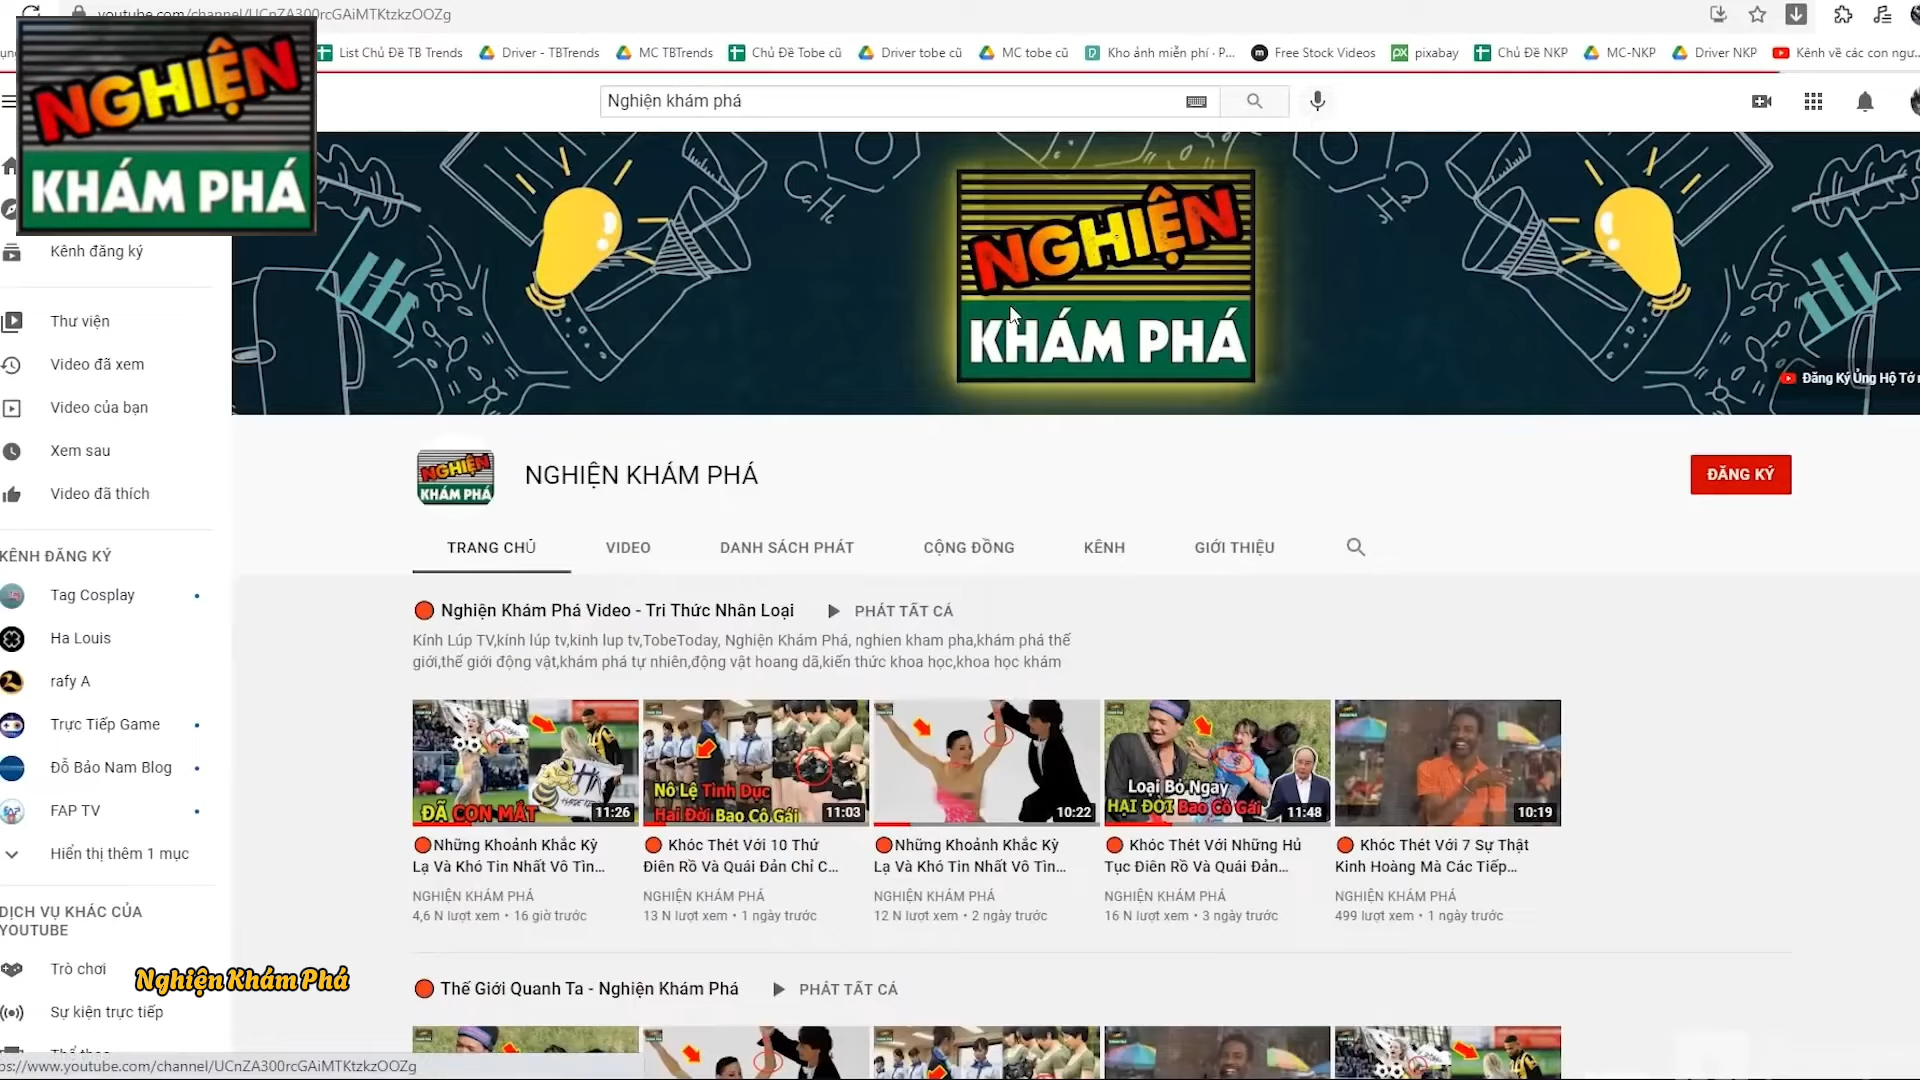 youtube.com/channel/UCnZA300rcGAiMTKtzkzOOZg
List Chủ Đề TB Trends
Driver - TBTrends
MC TBTrends
Chủ Đề Tobe cũ
Driver tobe cũ
MC tobe cũ
Kho ảnh miễn phí · P...
Free Stock Videos
pixabay
Chủ Đề NKP
MC-NKP
Driver NKP
Kênh về các con ngư...
NGHIỆN
KHÁM PHÁ
Nghiện khám phá
NGHIỆN
KHÁM PHÁ
Đăng Ký Ủng Hộ Tớ
Kênh đăng ký
Thư viện
Video đã xem
Video của bạn
Xem sau
Video đã thích
KÊNH ĐĂNG KÝ
Tag Cosplay
Ha Louis
rafy A
Trực Tiếp Game
Đỗ Bảo Nam Blog
FAP TV
Hiển thị thêm 1 mục
DỊCH VỤ KHÁC CỦA
YOUTUBE
Trò chơi
Sự kiện trực tiếp
Nghiện Khám Phá
NGHIỆN
KHÁM PHÁ
NGHIỆN KHÁM PHÁ
ĐĂNG KÝ
TRANG CHỦ
VIDEO
DANH SÁCH PHÁT
CỘNG ĐỒNG
KÊNH
GIỚI THIỆU
Nghiện Khám Phá Video - Tri Thức Nhân Loại
PHÁT TẤT CẢ
Kính Lúp TV,kính lúp tv,kinh lup tv,TobeToday, Nghiện Khám Phá, nghien kham pha,khám phá thế
giới,thế giới động vật,khám phá tự nhiên,động vật hoang dã,kiến thức khoa học,khoa học khám
ĐÃ CON MẮT
11:26
Nô Lệ Tình Dục
Hai Đời Bao Cô Gái
11:03
10:22
Loại Bỏ Ngay
HẠI ĐỜI Bao Cô Gái
11:48
10:19
Những Khoảnh Khắc Kỳ
Lạ Và Khó Tin Nhất Vô Tìn...
NGHIỆN KHÁM PHÁ
4,6 N lượt xem • 16 giờ trước
Khóc Thét Với 10 Thứ
Điên Rồ Và Quái Đản Chỉ C...
NGHIỆN KHÁM PHÁ
13 N lượt xem • 1 ngày trước
Những Khoảnh Khắc Kỳ
Lạ Và Khó Tin Nhất Vô Tìn...
NGHIỆN KHÁM PHÁ
12 N lượt xem • 2 ngày trước
Khóc Thét Với Những Hủ
Tục Điên Rồ Và Quái Đản...
NGHIỆN KHÁM PHÁ
16 N lượt xem • 3 ngày trước
Khóc Thét Với 7 Sự Thật
Kinh Hoàng Mà Các Tiếp...
NGHIỆN KHÁM PHÁ
499 lượt xem • 1 ngày trước
Thế Giới Quanh Ta - Nghiện Khám Phá
PHÁT TẤT CẢ
ps://www.youtube.com/channel/UCnZA300rcGAiMTKtzkzOOZg